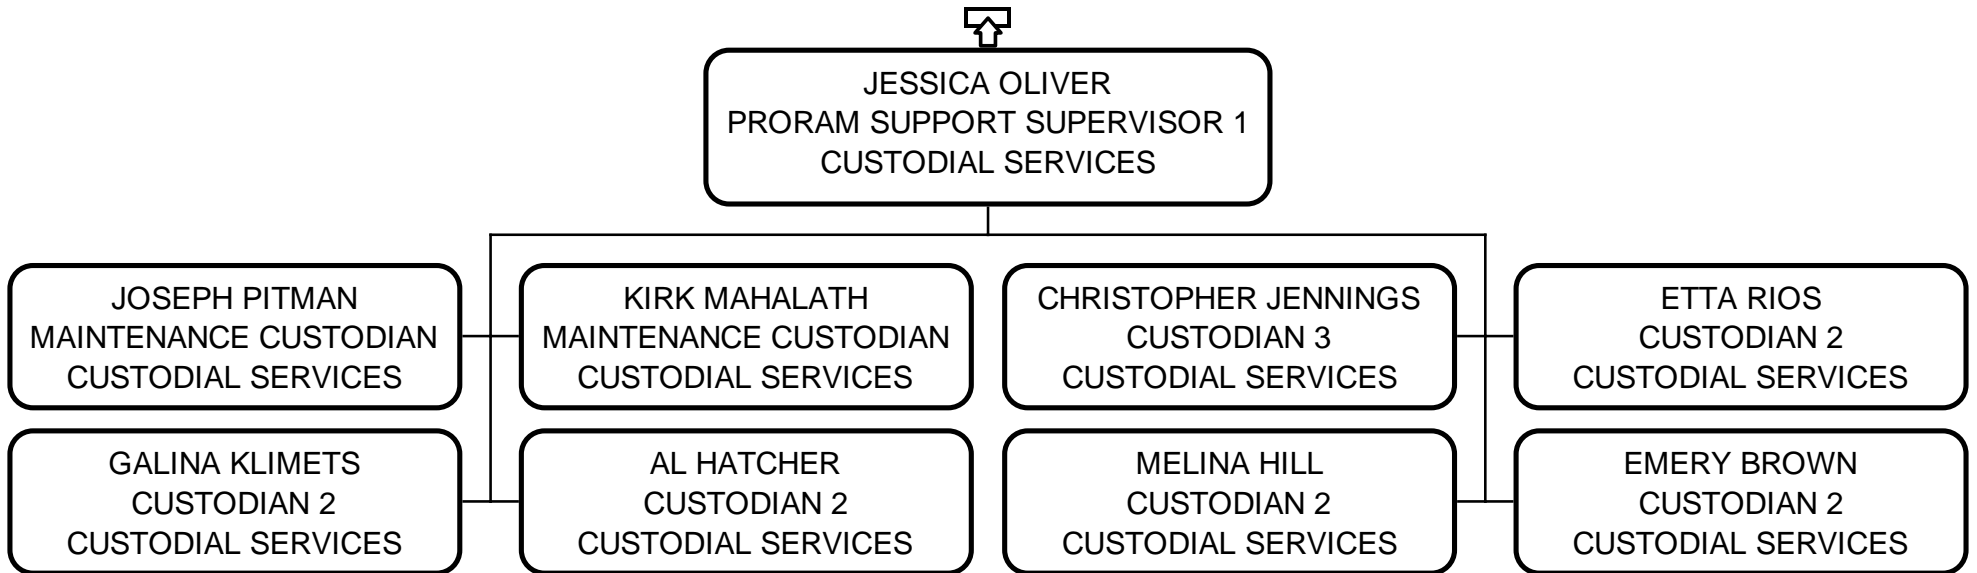 JESSICA OLIVER
PRORAM SUPPORT SUPERVISOR 1
CUSTODIAL SERVICES
JOSEPH PITMAN
MAINTENANCE CUSTODIAN
CUSTODIAL SERVICES
KIRK MAHALATH
MAINTENANCE CUSTODIAN
CUSTODIAL SERVICES
CHRISTOPHER JENNINGS
CUSTODIAN 3
CUSTODIAL SERVICES
ETTA RIOS
CUSTODIAN 2
CUSTODIAL SERVICES
GALINA KLIMETS
CUSTODIAN 2
CUSTODIAL SERVICES
AL HATCHER
CUSTODIAN 2
CUSTODIAL SERVICES
MELINA HILL
CUSTODIAN 2
CUSTODIAL SERVICES
EMERY BROWN
CUSTODIAN 2
CUSTODIAL SERVICES